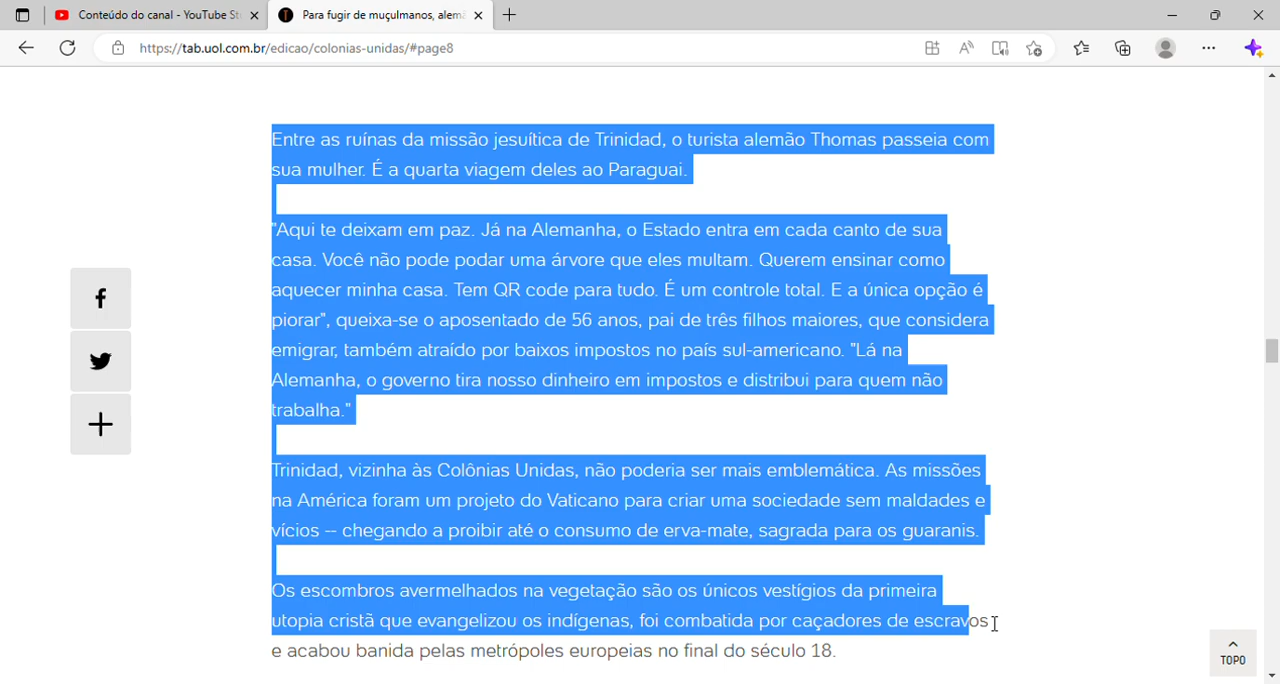 Conteúdo do canal - YouTube St
Para fugir de muçulmanos, alemã
https://tab.uol.com.br/edicao/colonias-unidas/#page8
Entre as ruínas da missão jesuítica de Trinidad, o turista alemão Thomas passeia com
sua mulher. É a quarta viagem deles ao Paraguai.
"Aqui te deixam em paz. Já na Alemanha, o Estado entra em cada canto de sua
casa. Você não pode podar uma árvore que eles multam. Querem ensinar como
aquecer minha casa. Tem QR code para tudo. É um controle total. E a única opção é
piorar", queixa-se o aposentado de 56 anos, pai de três filhos maiores, que considera
emigrar, também atraído por baixos impostos no país sul-americano. "Lá na
Alemanha, o governo tira nosso dinheiro em impostos e distribui para quem não
trabalha."
Trinidad, vizinha às Colônias Unidas, não poderia ser mais emblemática. As missões
na América foram um projeto do Vaticano para criar uma sociedade sem maldades e
vícios -- chegando a proibir até o consumo de erva-mate, sagrada para os guaranis.
Os escombros avermelhados na vegetação são os únicos vestígios da primeira
utopia cristã que evangelizou os indígenas, foi combatida por caçadores de escravos
e acabou banida pelas metrópoles europeias no final do século 18.
TOPO